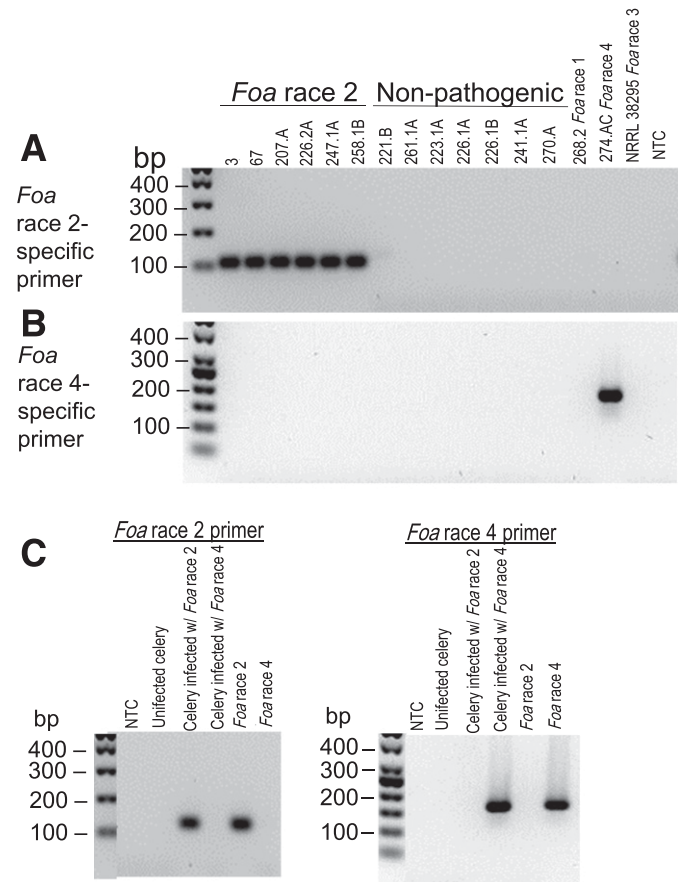 Foa race 2
Non-pathogenic
3
67
207.A
226.2A
247.1A
258.1B
221.B
261.1A
223.1A
226.1A
226.1B
241.1A
270.A
268.2 Foa race 1
274.AC Foa race 4
NRRL 38295 Foa race 3
NTC
A
bp
Foa
race 2-
specific
primer
400
300
200
100
B
Foa
race 4-
specific
primer
400
300
200
100
C
Foa race 2 primer
NTC
Unifected celery
Celery infected w/ Foa race 2
Celery infected w/ Foa race 4
Foa race 2
Foa race 4
bp
400
300
200
100
Foa race 4 primer
NTC
Unifected celery
Celery infected w/ Foa race 2
Celery infected w/ Foa race 4
Foa race 2
Foa race 4
bp
400
300
200
100